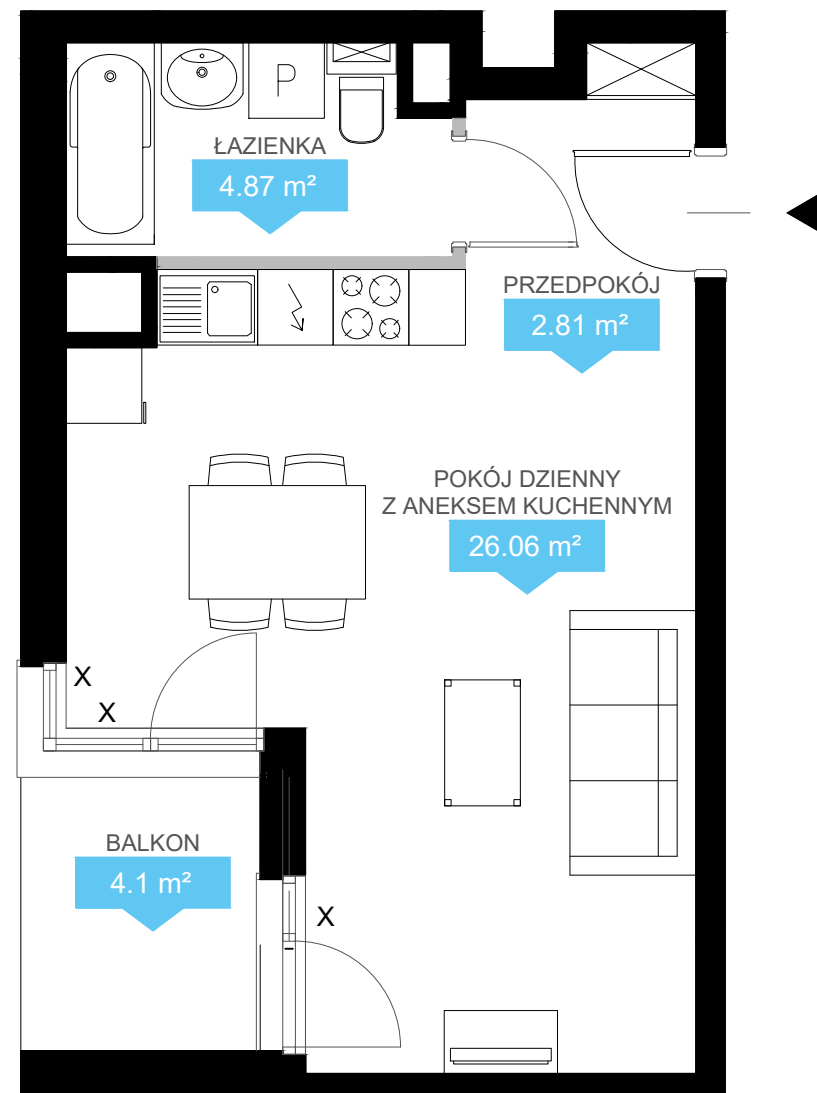 P
ŁAZIENKA
4.87 m²
PRZEDPOKÓJ
2.81 m²
POKÓJ DZIENNY
Z ANEKSEM KUCHENNYM
26.06 m²
X
X
BALKON
4.1 m²
X